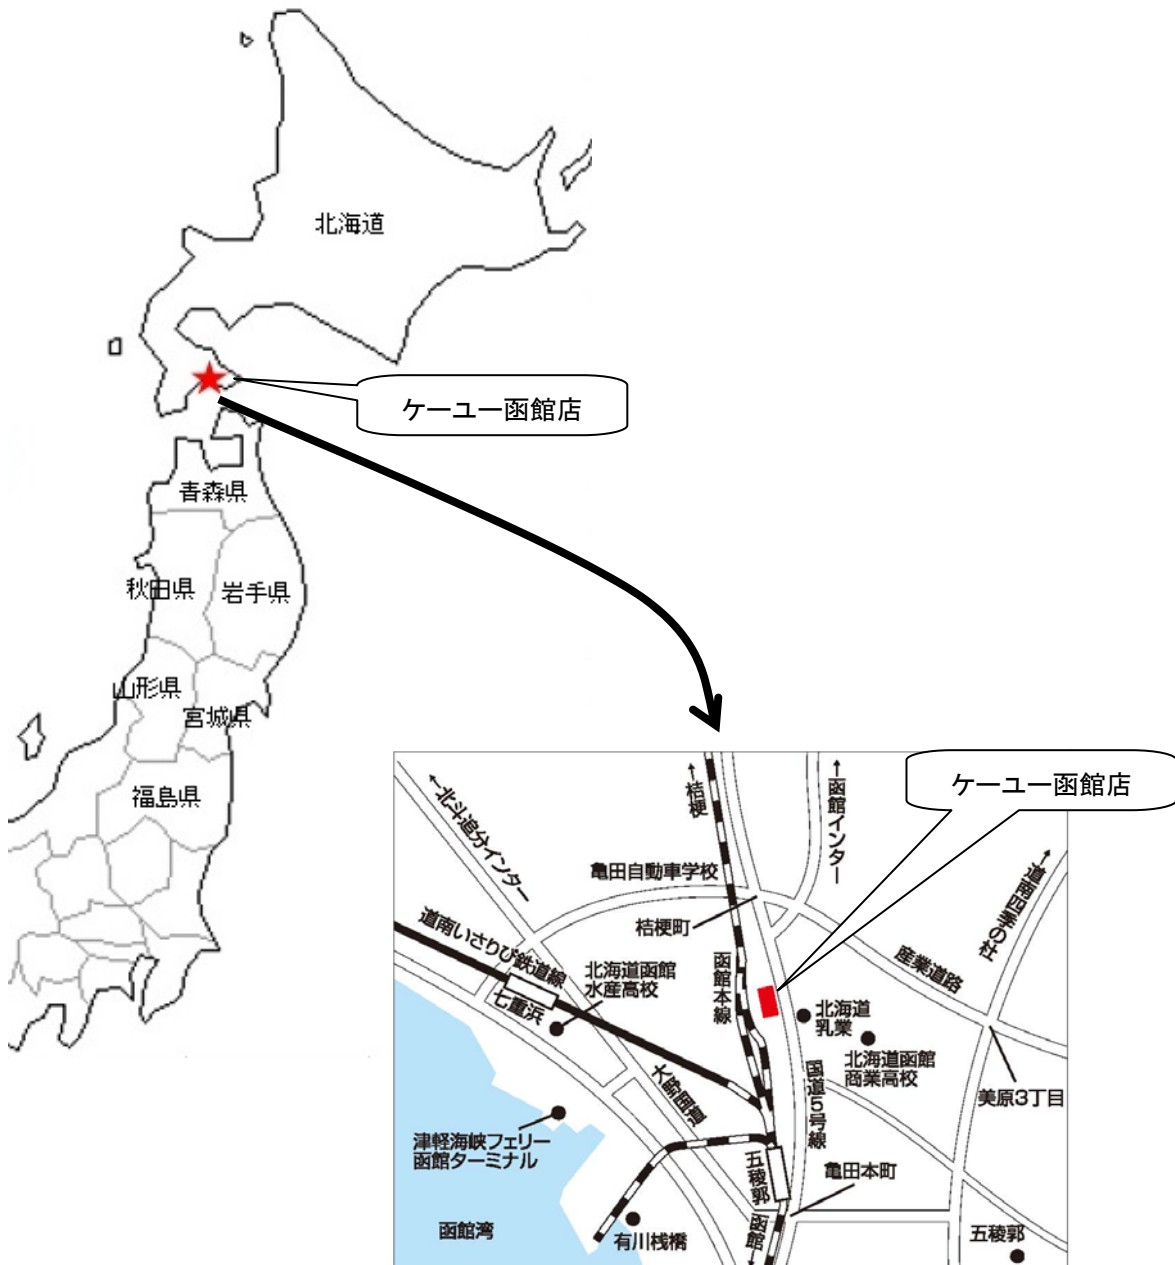 北海道
ケーユー函館店
青森県
秋田県
岩手県
山形県
宮城県
福島県
ケーユー函館店
←桔梗
←函館インター
←北斗追分インター
←道南四季の杜
亀田自動車学校
桔梗町
道南いさりび鉄道線
北海道函館
水産高校
七重浜
函館本線
産業道路
北海道
乳業
北海道函館
商業高校
国道5号線
大野国道
美原3丁目
津軽海峡フェリー
函館ターミナル
五稜郭
亀田本町
函館湾
有川桟橋
函館→
五稜郭